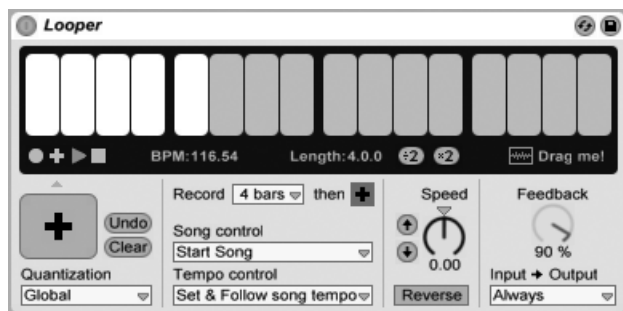 Looper
BPM:116.54 Length:4.0.0 ÷2 ×2 Drag me!
Record 4 bars then Speed Feedback
Undo
Clear
Song control
Start Song
0.00 90 %
Quantization Tempo control Input → Output
Global Set & Follow song tempo Reverse Always